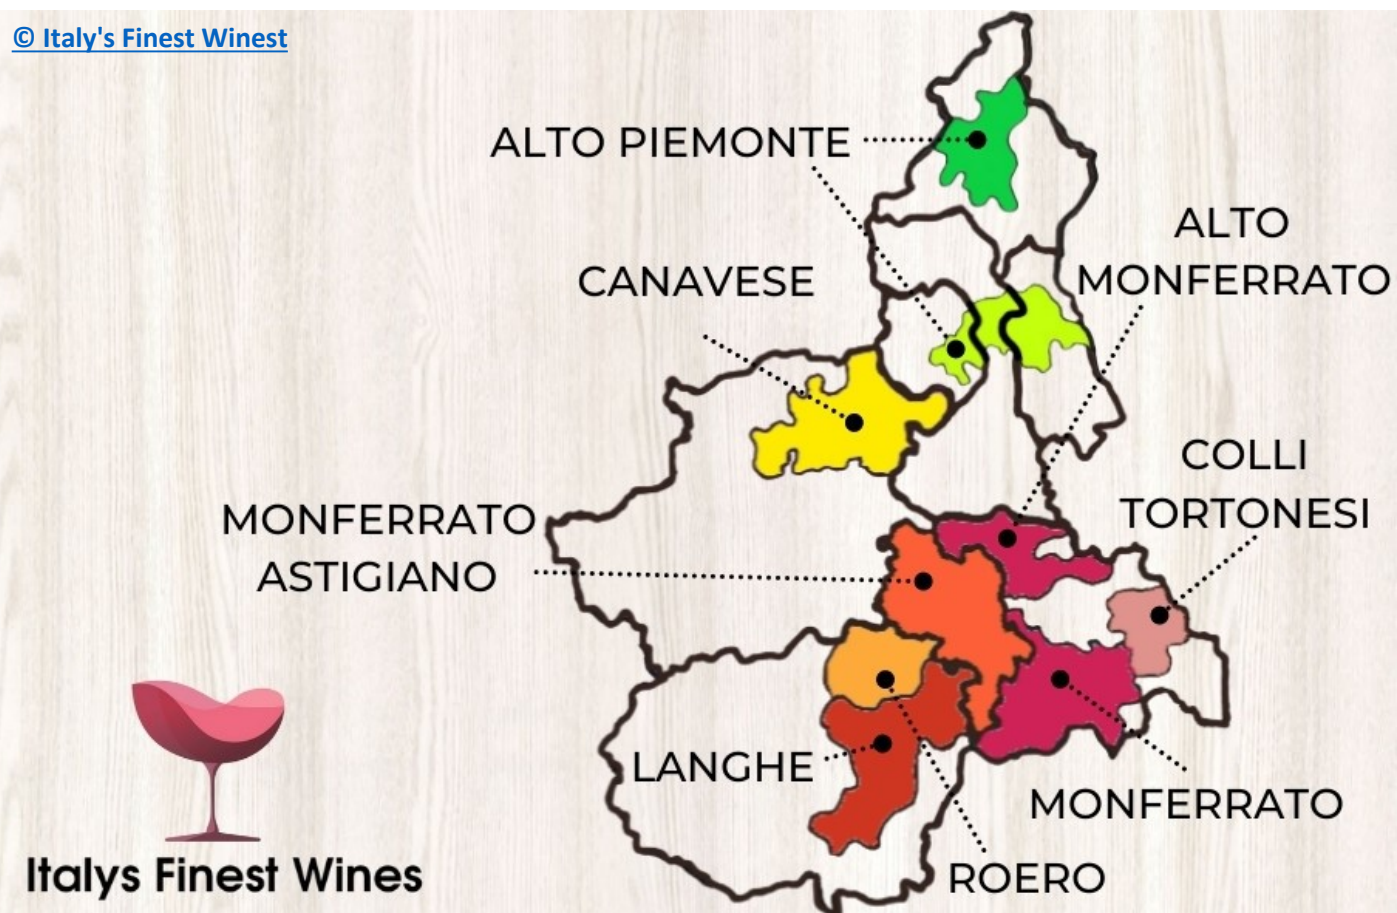 © Italy's Finest Winest
ALTO PIEMONTE
ALTO
MONFERRATO
CANAVESE
COLLI
TORTONESI
MONFERRATO
ASTIGIANO
LANGHE
MONFERRATO
ROERO
Italys Finest Wines